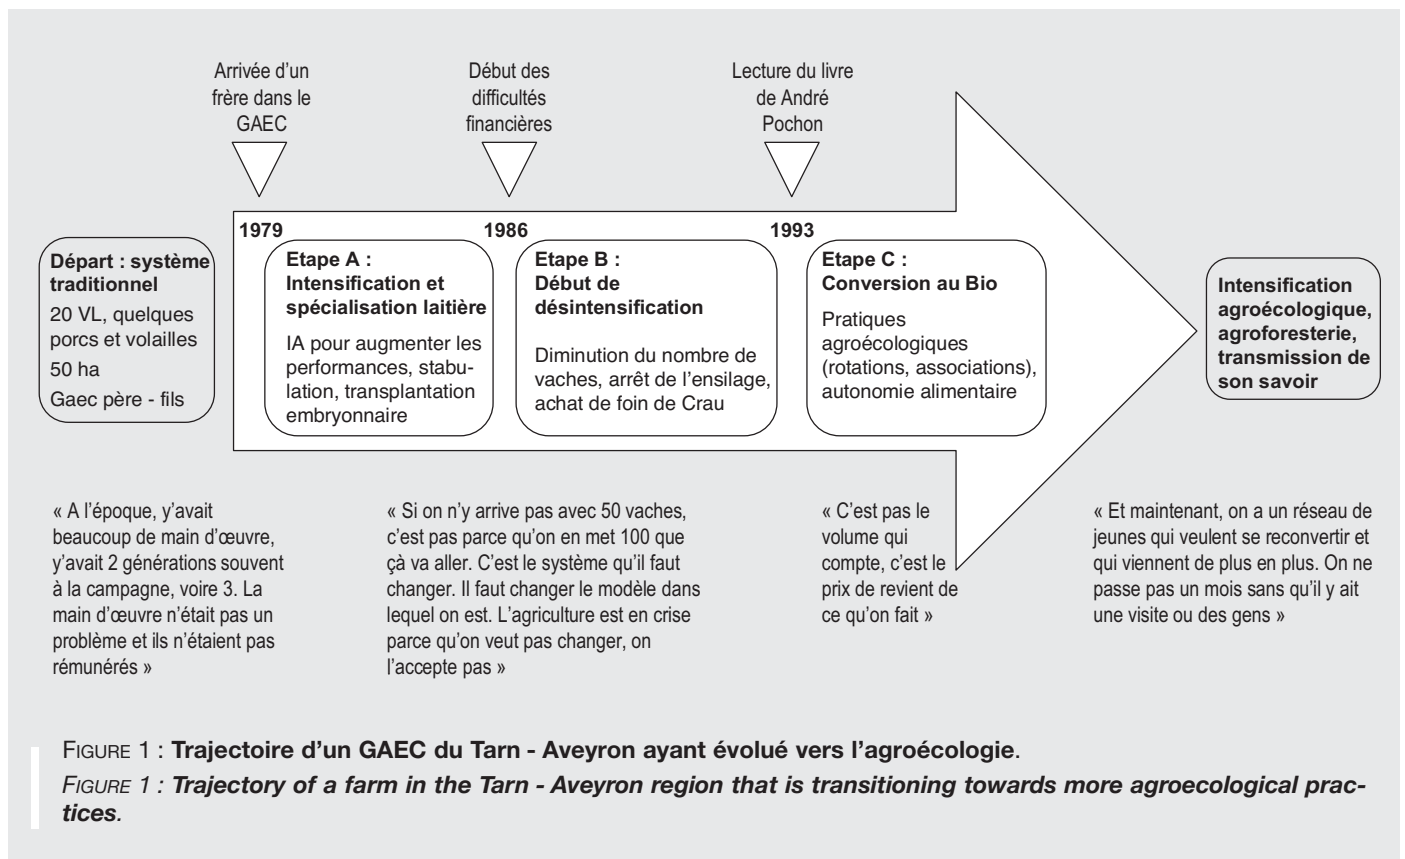 Arrivée d'un
frère dans le
GAEC
Début des
difficultés
financières
Lecture du livre
de André
Pochon
1979
1986
1993
Départ : système
traditionnel
20 VL, quelques
porcs et volailles
50 ha
Gaec père - fils
Etape A :
Intensification et
spécialisation laitière
IA pour augmenter les
performances, stabu-
lation, transplantation
embryonnaire
Etape B :
Début de
désintensification
Diminution du nombre de
vaches, arrêt de l'ensilage,
achat de foin de Crau
Etape C :
Conversion au Bio
Pratiques
agroécologiques
(rotations, associations),
autonomie alimentaire
Intensification
agroécologique,
agroforesterie,
transmission de
son savoir
« A l'époque, y'avait
beaucoup de main d'œuvre,
y'avait 2 générations souvent
à la campagne, voire 3. La
main d'œuvre n'était pas un
problème et ils n'étaient pas
rémunérés »
« Si on n'y arrive pas avec 50 vaches,
c'est pas parce qu'on en met 100 que
çà va aller. C'est le système qu'il faut
changer. Il faut changer le modèle dans
lequel on est. L'agriculture est en crise
parce qu'on veut pas changer, on
l'accepte pas »
« C'est pas le
volume qui
compte, c'est le
prix de revient de
ce qu'on fait »
« Et maintenant, on a un réseau de
jeunes qui veulent se reconvertir et
qui viennent de plus en plus. On ne
passe pas un mois sans qu'il y ait
une visite ou des gens »
FIGURE 1 : Trajectoire d'un GAEC du Tarn - Aveyron ayant évolué vers l'agroécologie.
FIGURE 1 : Trajectory of a farm in the Tarn - Aveyron region that is transitioning towards more agroecological prac-
tices.